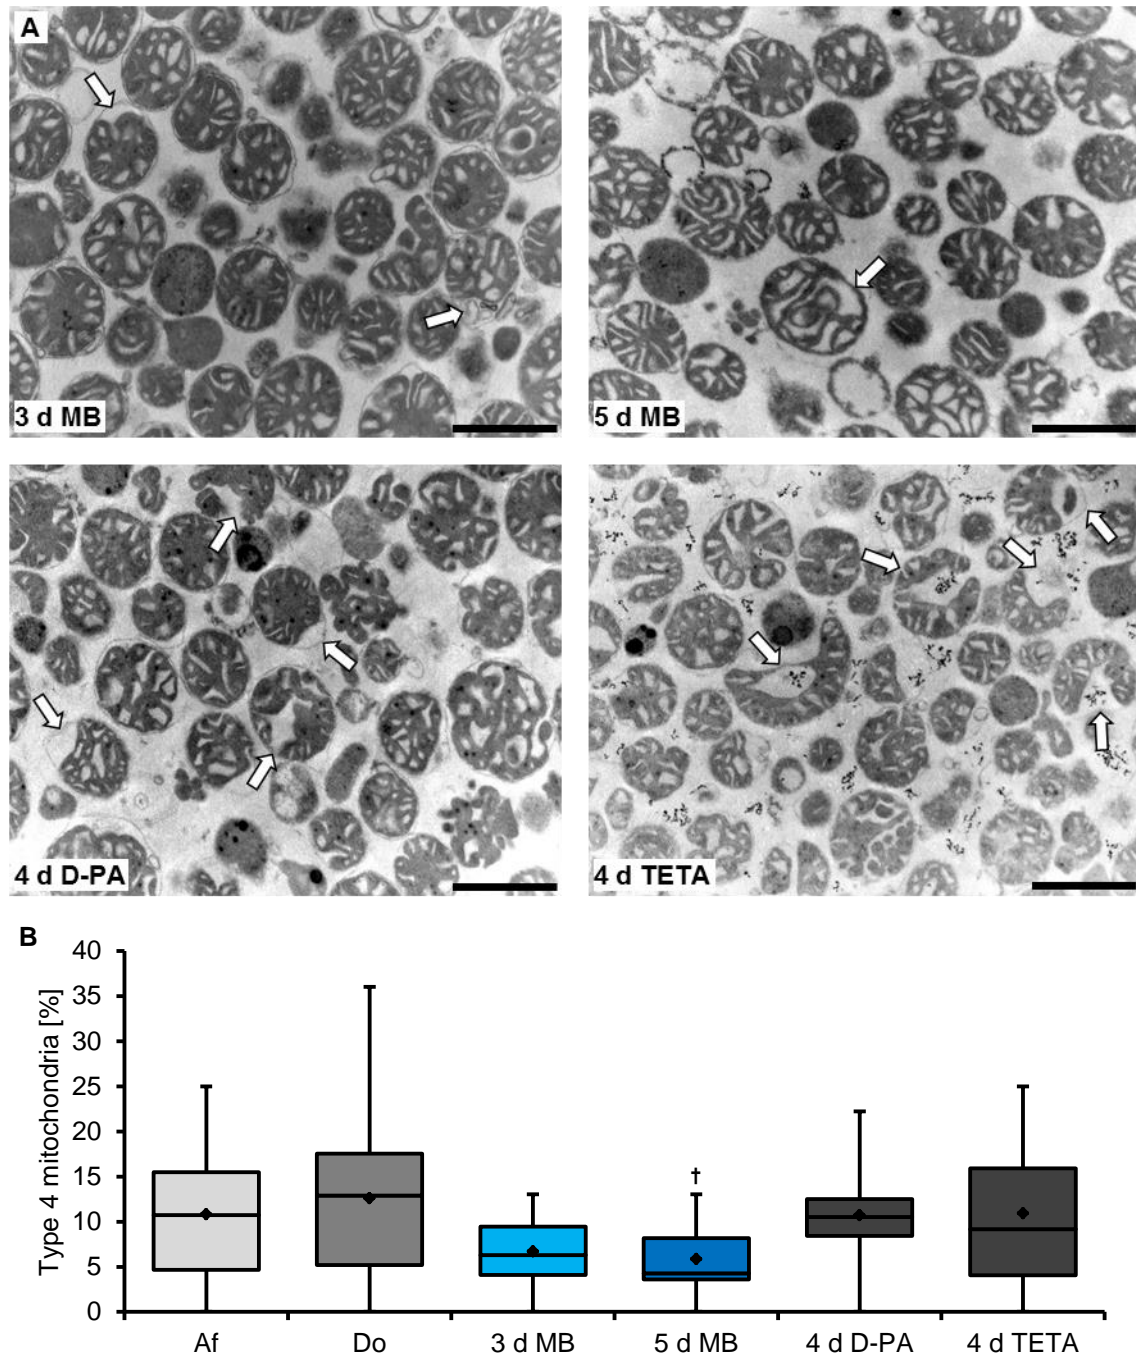 A
3 d MB
5 d MB
4 d D-PA
4 d TETA
B
Type 4 mitochondria [%]
40
35
30
25
20
15
10
5
0
†
Af Do 3 d MB 5 d MB 4 d D-PA 4 d TETA